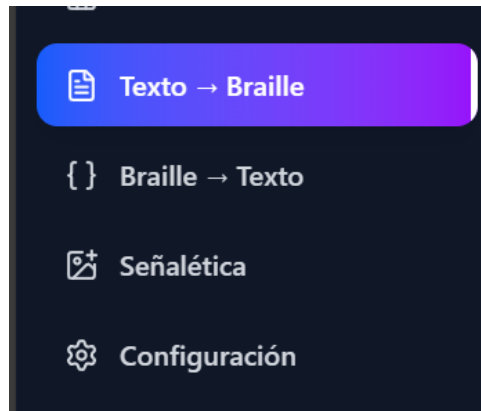 Texto → Braille
Braille → Texto
Señalética
Configuración